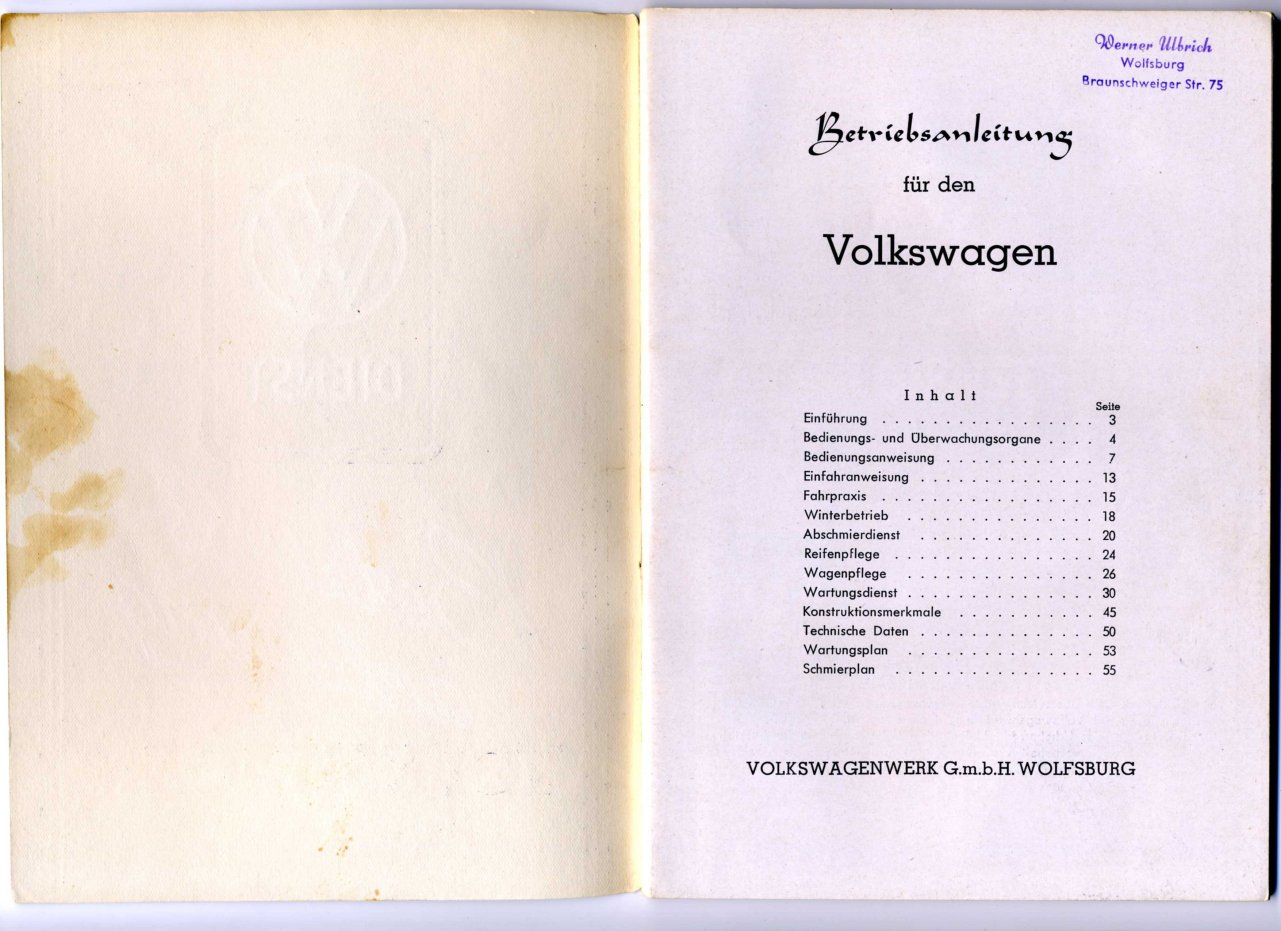 Werner Ulbrich
Wolfsburg
Braunschweiger Str. 75
Betriebsanleitung
für den
Volkswagen
Inhalt
Seite
Einführung . . . . . . . . . . . . . . . . . 3
Bedienungs- und Überwachungsorgane . . . . 4
Bedienungsanweisung . . . . . . . . . . . . 7
Einfahranweisung . . . . . . . . . . . . . . 13
Fahrpraxis . . . . . . . . . . . . . . . . . 15
Winterbetrieb . . . . . . . . . . . . . . . 18
Abschmierdienst . . . . . . . . . . . . . . 20
Reifenpflege . . . . . . . . . . . . . . . . 24
Wagenpflege . . . . . . . . . . . . . . . 26
Wartungsdienst . . . . . . . . . . . . . . . 30
Konstruktionsmerkmale . . . . . . . . . . . 45
Technische Daten . . . . . . . . . . . . . . 50
Wartungsplan . . . . . . . . . . . . . . . 53
Schmierplan . . . . . . . . . . . . . . . . 55
VOLKSWAGENWERK G.m.b.H. WOLFSBURG
VW
DIENST